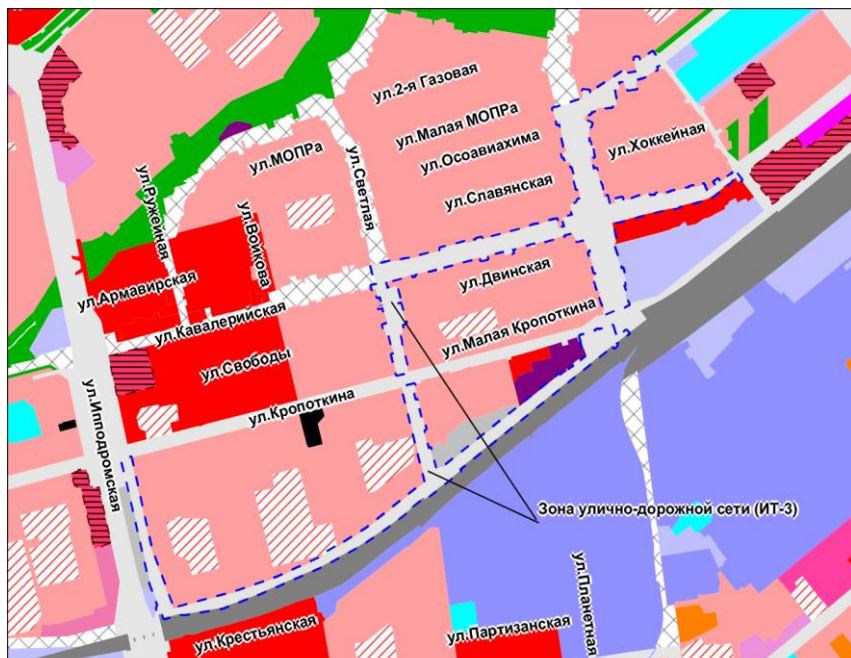 ул.2-я Газовая
ул.Малая МОПРа
ул.Хоккейная
ул.МОПРа
ул.Осоавиахима
ул.Светлая
ул.Ружейная
ул.Славянская
ул.Войкова
ул.Армавирская
ул.Двинская
ул.Кавалерийская
ул.Малая Кропоткина
ул.Свободы
ул.Кропоткина
ул.Ипподромская
Зона улично-дорожной сети (ИТ-3)
ул.Планетная
ул.Крестьянская
ул.Партизанская